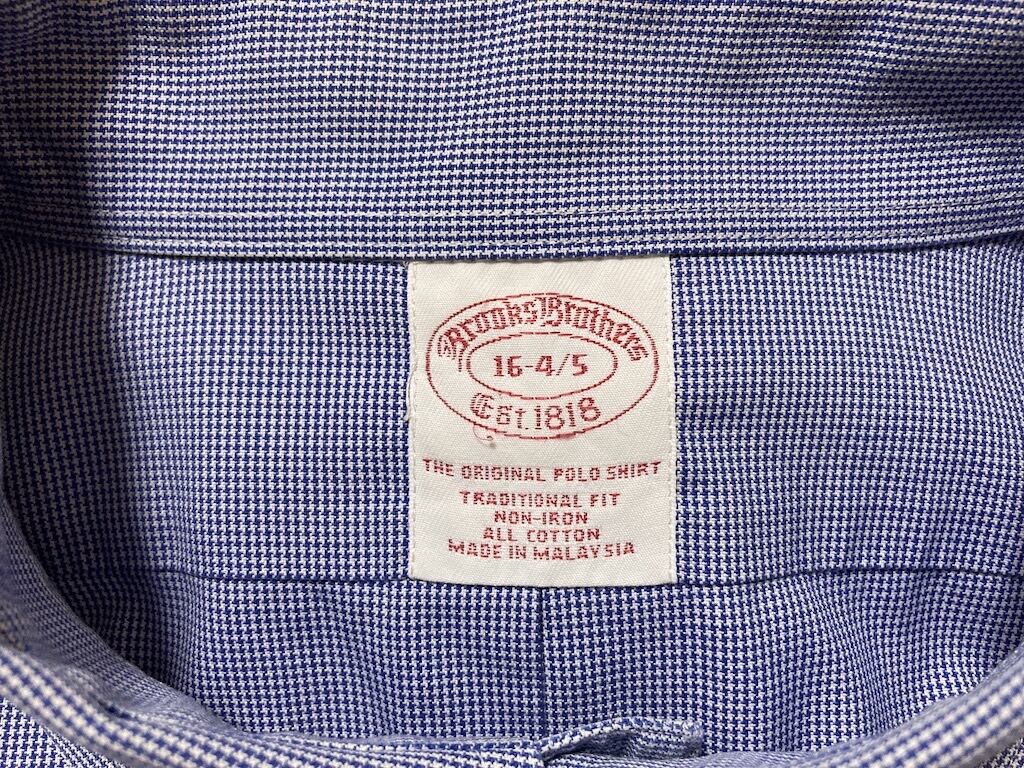 Brooks Brothers
16-4/5
Est. 1818
THE ORIGINAL POLO SHIRT
TRADITIONAL FIT
NON-IRON
ALL COTTON
MADE IN MALAYSIA